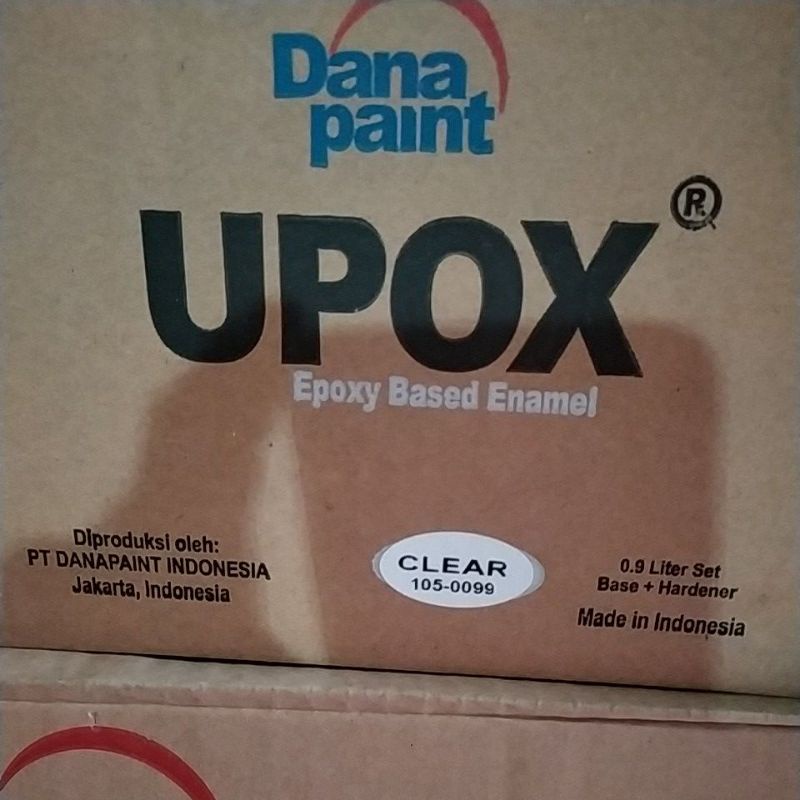 Dana
paint
UPOX ®
Epoxy Based Enamel
Diproduksi oleh:
PT DANAPAINT INDONESIA
Jakarta, Indonesia
CLEAR
105-0099
0.9 Liter Set
Base + Hardener
Made in Indonesia